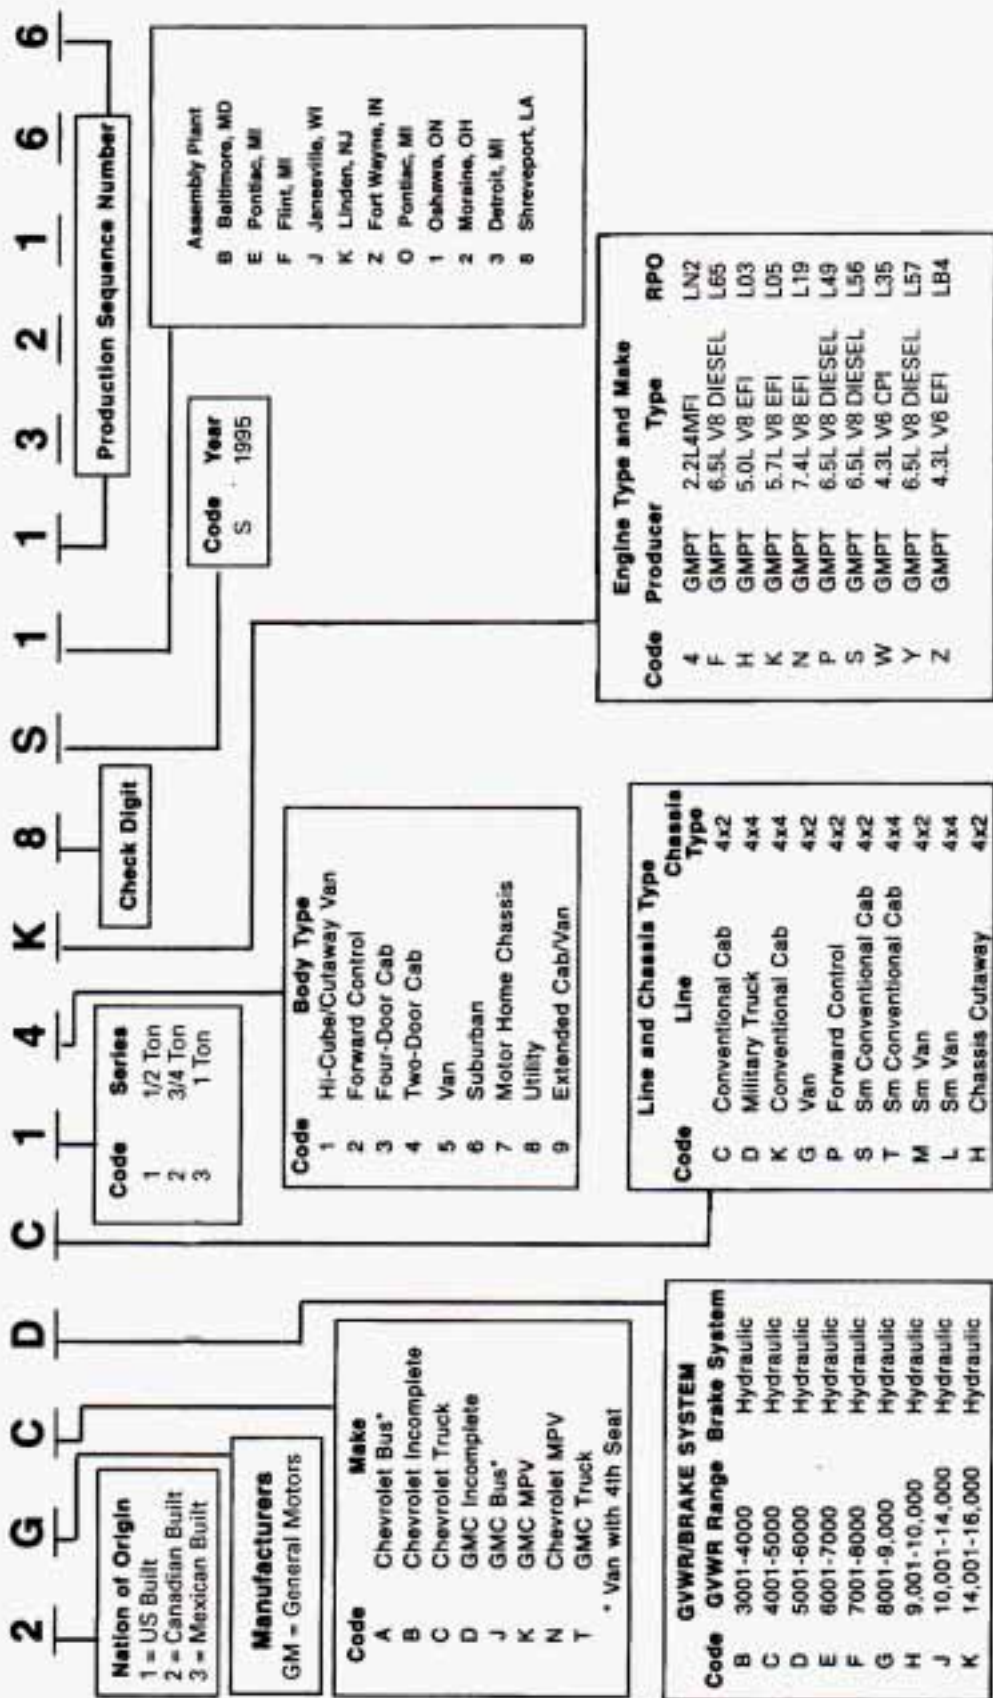 2 G C D C 1 4 K 8 S 1 1 3 2 1 6 6
Nation of Origin
1 = US Built
2 = Canadian Built
3 = Mexican Built
Manufacturers
GM = General Motors
Code Make
A Chevrolet Bus*
B Chevrolet Incomplete
C Chevrolet Truck
D GMC Incomplete
J GMC Bus*
K GMC MPV
N Chevrolet MPV
T GMC Truck
* Van with 4th Seat
GVWR/BRAKE SYSTEM
Code GVWR Range Brake System
B 3001-4000 Hydraulic
C 4001-5000 Hydraulic
D 5001-6000 Hydraulic
E 6001-7000 Hydraulic
F 7001-8000 Hydraulic
G 8001-9,000 Hydraulic
H 9,001-10,000 Hydraulic
J 10,001-14,000 Hydraulic
K 14,001-16,000 Hydraulic
Code Series
1 1/2 Ton
2 3/4 Ton
3 1 Ton
Code Body Type
1 Hi-Cube/Cutaway Van
2 Forward Control
3 Four-Door Cab
4 Two-Door Cab
5 Van
6 Suburban
7 Motor Home Chassis
8 Utility
9 Extended Cab/Van
Line and Chassis Type
Code Line Chassis Type
C Conventional Cab 4x2
D Military Truck 4x4
K Conventional Cab 4x4
G Van 4x2
P Forward Control 4x2
S Sm Conventional Cab 4x2
T Sm Conventional Cab 4x4
M Sm Van 4x2
L Sm Van 4x4
H Chassis Cutaway 4x2
Check Digit
Code Year
S 1995
Production Sequence Number
Assembly Plant
B Baltimore, MD
E Pontiac, MI
F Flint, MI
J Janesville, WI
K Linden, NJ
Z Fort Wayne, IN
O Pontiac, MI
1 Oshawa, ON
2 Moraine, OH
3 Detroit, MI
8 Shreveport, LA
Engine Type and Make
Code Producer Type RPO
4 GMPT 2.2L4MFI LN2
F GMPT 6.5L V8 DIESEL L65
H GMPT 5.0L V8 EFI L03
K GMPT 5.7L V8 EFI L05
N GMPT 7.4L V8 EFI L19
P GMPT 6.5L V8 DIESEL L49
S GMPT 6.5L V8 DIESEL L56
W GMPT 4.3L V6 CPI L35
Y GMPT 6.5L V8 DIESEL L57
Z GMPT 4.3L V6 EFI LB4